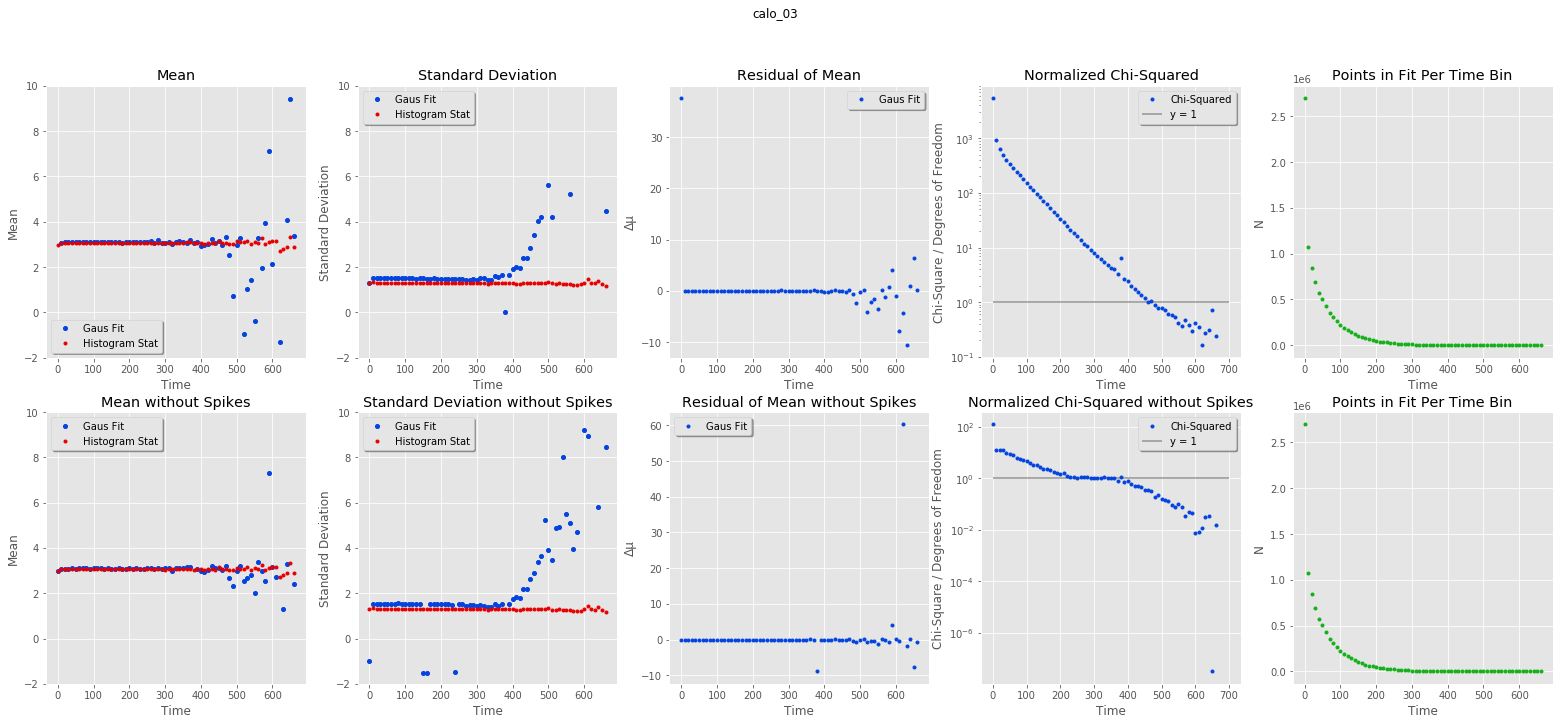 calo_03
Mean
Mean
10
8
6
4
2
0
−2
Gaus Fit
Histogram Stat
0 100 200 300 400 500 600
Time
Standard Deviation
Standard Deviation
10
8
6
4
2
0
−2
Gaus Fit
Histogram Stat
0 100 200 300 400 500 600
Time
Residual of Mean
Δμ
30
20
10
0
−10
Gaus Fit
0 100 200 300 400 500 600
Time
Normalized Chi-Squared
Chi-Square / Degrees of Freedom
10³
10²
10¹
10⁰
10⁻¹
Chi-Squared
y = 1
0 100 200 300 400 500 600 700
Time
Points in Fit Per Time Bin
1e6
N
2.5
2.0
1.5
1.0
0.5
0.0
0 100 200 300 400 500 600
Time
Mean without Spikes
Mean
10
8
6
4
2
0
−2
Gaus Fit
Histogram Stat
0 100 200 300 400 500 600
Time
Standard Deviation without Spikes
Standard Deviation
10
8
6
4
2
0
−2
Gaus Fit
Histogram Stat
0 100 200 300 400 500 600
Time
Residual of Mean without Spikes
Δμ
60
50
40
30
20
10
0
−10
Gaus Fit
0 100 200 300 400 500 600
Time
Normalized Chi-Squared without Spikes
Chi-Square / Degrees of Freedom
10²
10⁰
10⁻²
10⁻⁴
10⁻⁶
Chi-Squared
y = 1
0 100 200 300 400 500 600 700
Time
Points in Fit Per Time Bin
1e6
N
2.5
2.0
1.5
1.0
0.5
0.0
0 100 200 300 400 500 600
Time